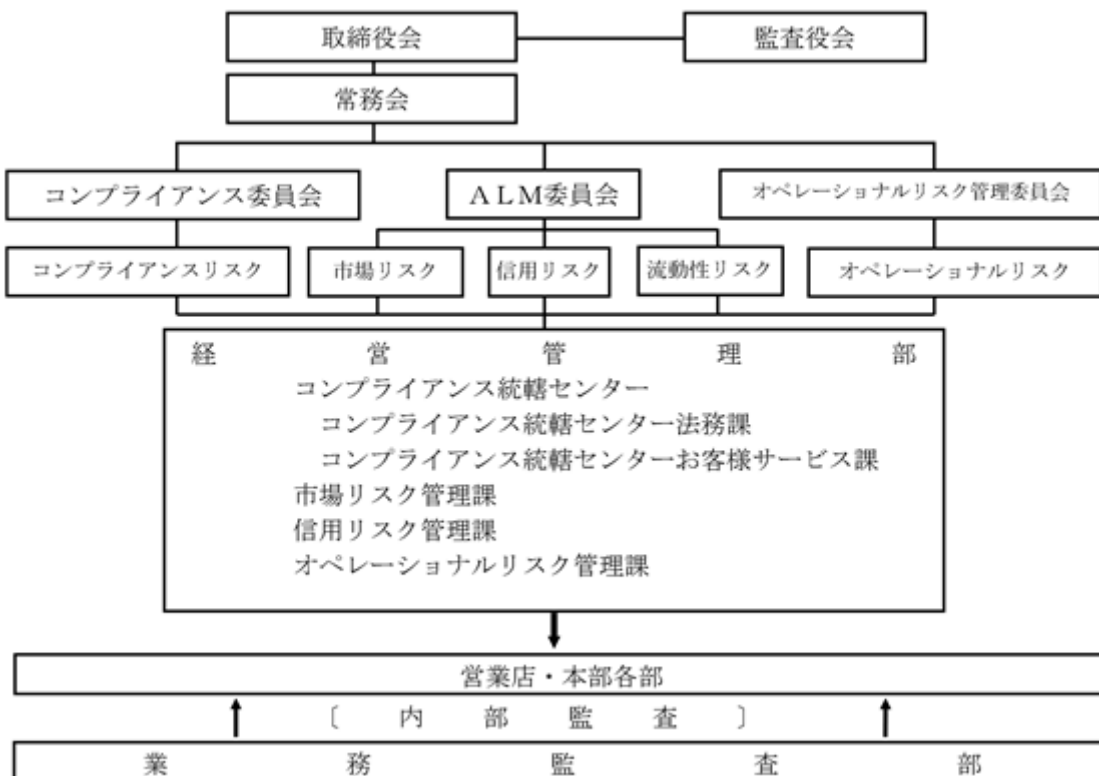 取締役会 監査役会
常務会
コンプライアンス委員会 ALM委員会 オペレーショナルリスク管理委員会
コンプライアンスリスク 市場リスク 信用リスク 流動性リスク オペレーショナルリスク
経営管理部
コンプライアンス統轄センター
コンプライアンス統轄センター法務課
コンプライアンス統轄センターお客様サービス課
市場リスク管理課
信用リスク管理課
オペレーショナルリスク管理課
営業店・本部各部
〔内部監査〕
業務監査部